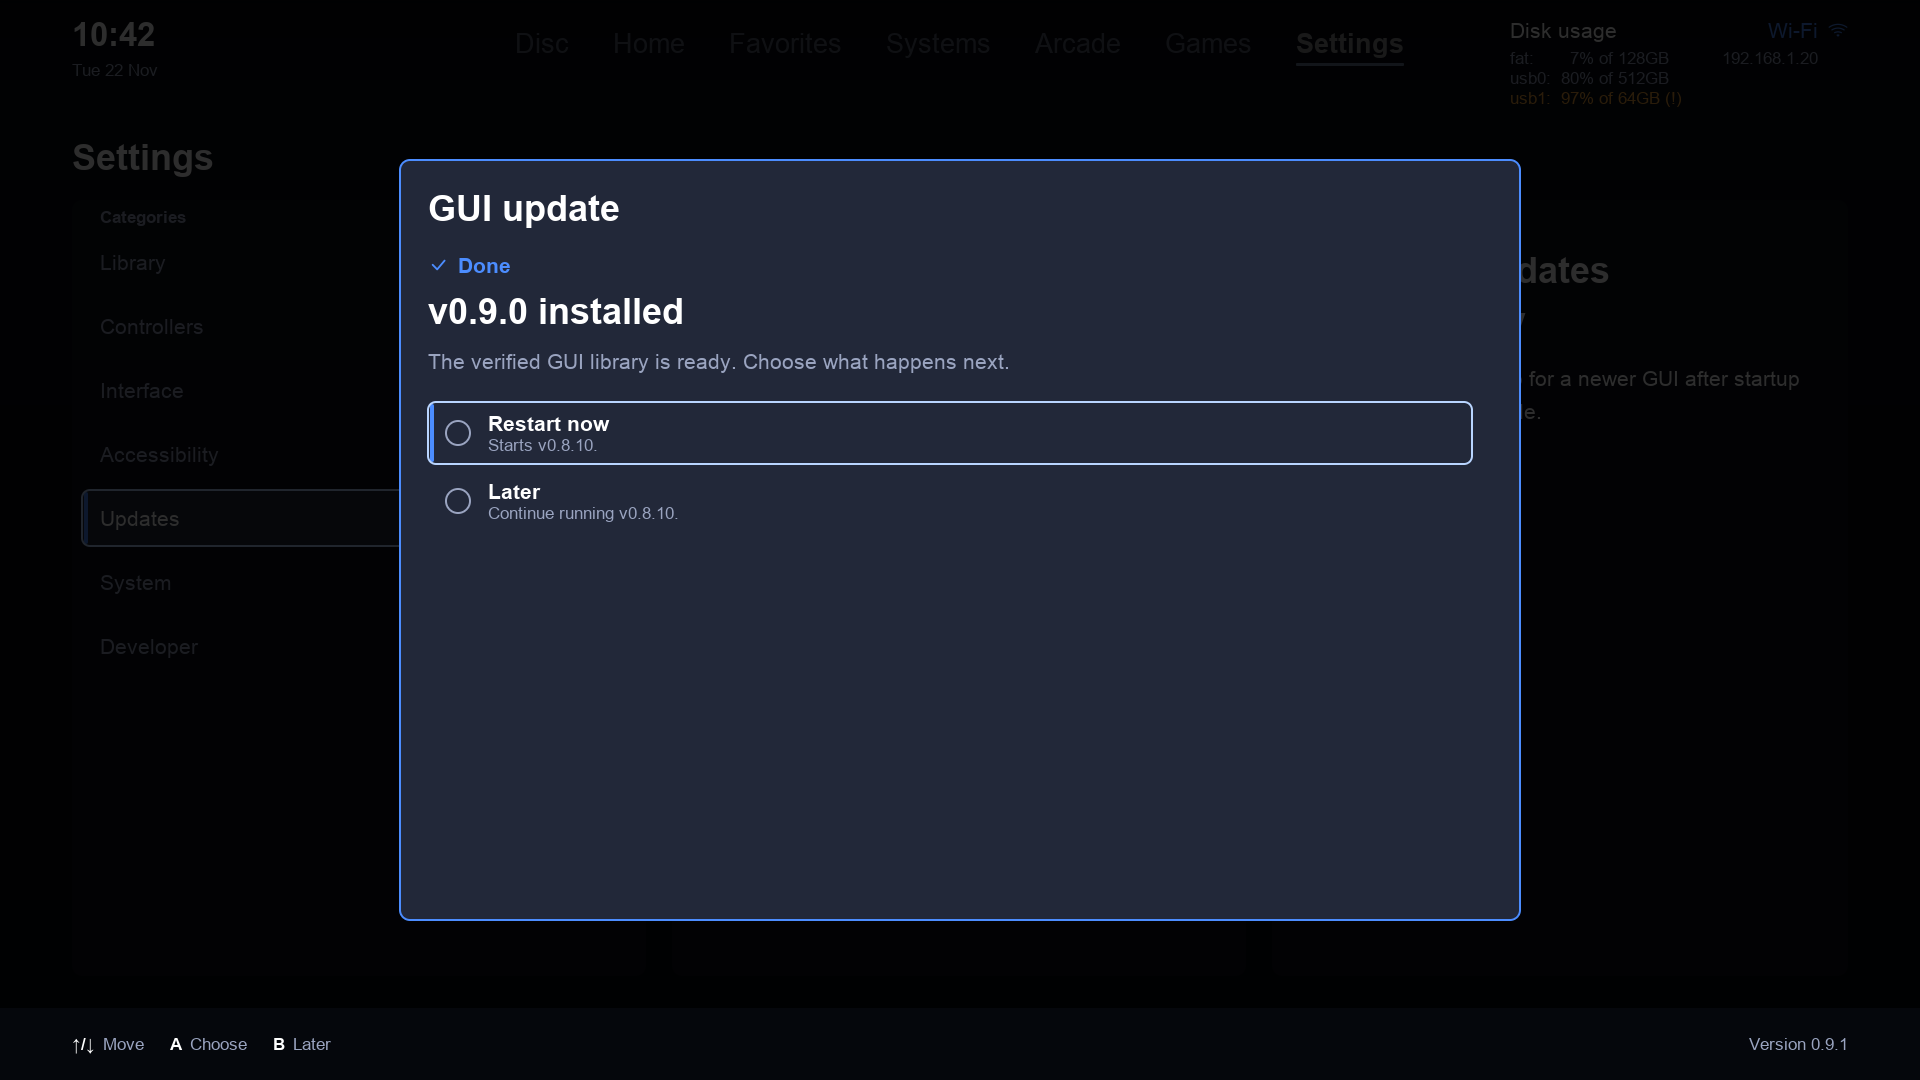 10:42
Tue 22 Nov
Disc Home Favorites Systems Arcade Games Settings
Disk usage
fat: 7% of 128GB
usb0: 80% of 512GB
usb1: 97% of 64GB (!)
Wi-Fi
192.168.1.20
Settings
Categories
Library
Controllers
Interface
Accessibility
Updates
System
Developer
GUI update
Done
v0.9.0 installed
The verified GUI library is ready. Choose what happens next.
Restart now
Starts v0.8.10.
Later
Continue running v0.8.10.
dates
for a newer GUI after startup
↑/↓ Move A Choose B Later
Version 0.9.1